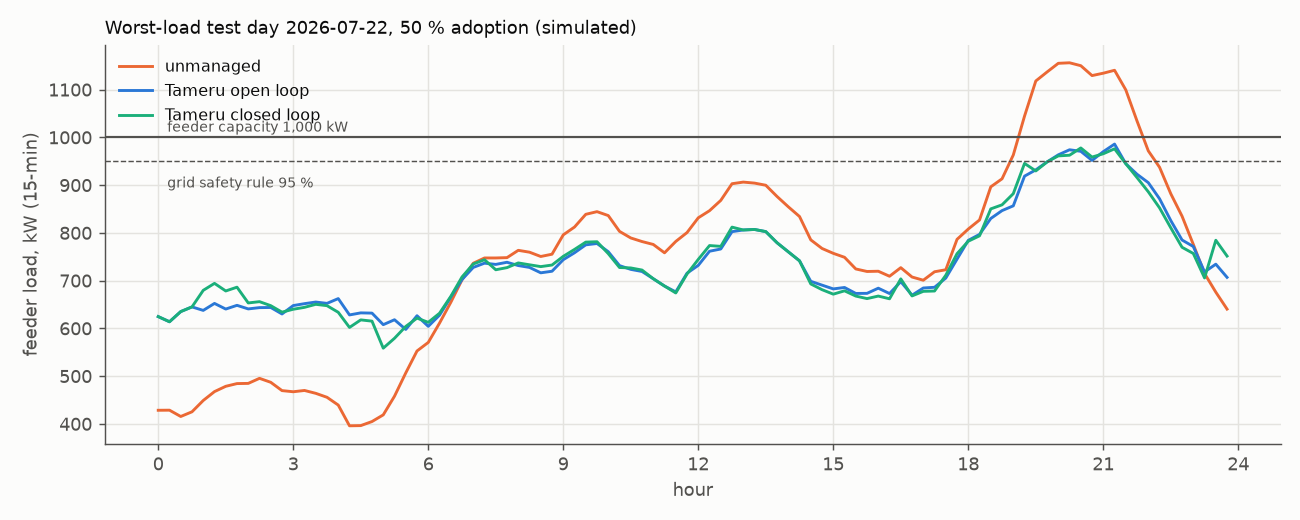 Worst-load test day 2026-07-22, 50 % adoption (simulated)
unmanaged
Tameru open loop
Tameru closed loop
feeder capacity 1,000 kW
grid safety rule 95 %
feeder load, kW (15-min)
1100
1000
900
800
700
600
500
400
0 3 6 9 12 15 18 21 24
hour